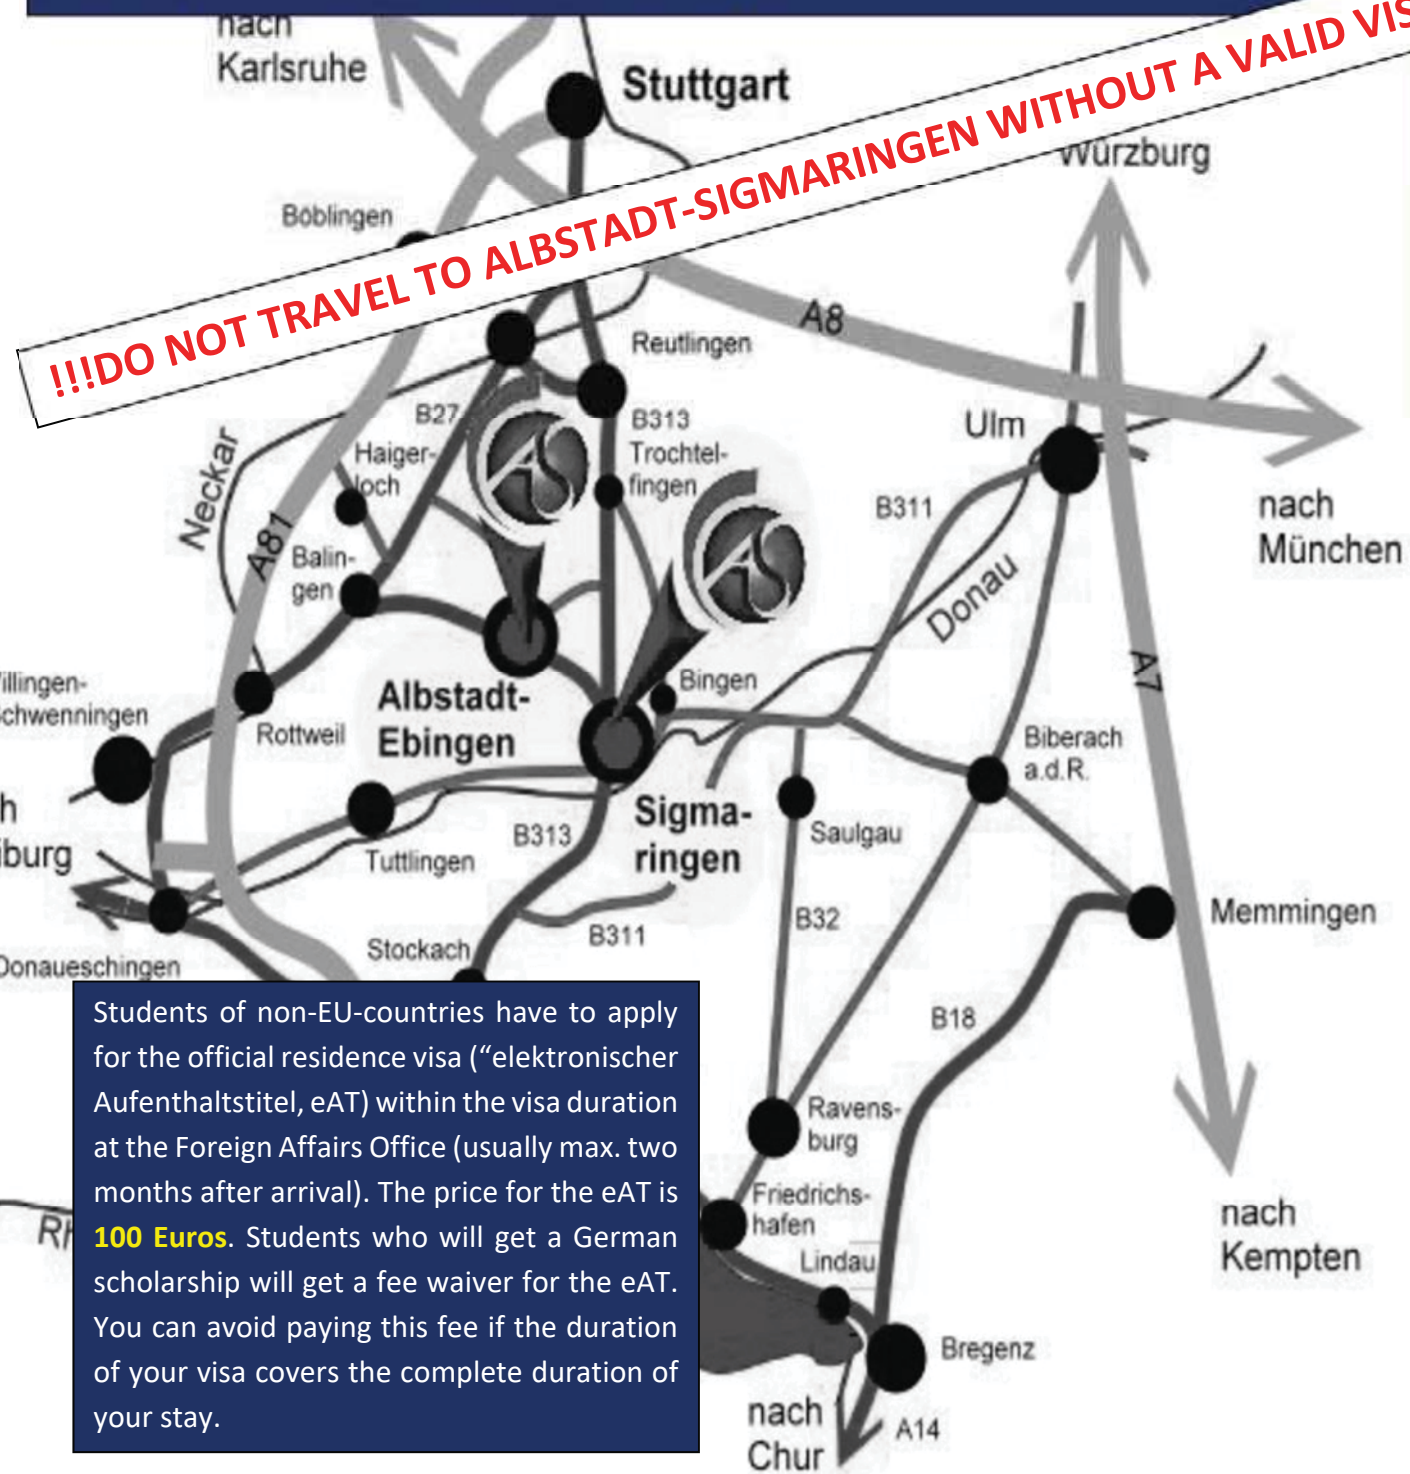 nach
Karlsruhe
Stuttgart
!!!DO NOT TRAVEL TO ALBSTADT-SIGMARINGEN WITHOUT A VALID VIS
Würzburg
Böblingen
A8
Reutlingen
B27
B313
Ulm
Neckar
Haiger-
loch
Trochtel-
fingen
B311
nach
München
A81
Balin-
gen
AS
AS
Donau
A7
illingen-
chwenningen
Rottweil
Albstadt-
Ebingen
Bingen
Biberach
a.d.R.
h
iburg
Tuttlingen
B313
Sigma-
ringen
Saulgau
Memmingen
Donaueschingen
Stockach
B311
B32
B18
Students of non-EU-countries have to apply
for the official residence visa (“elektronischer
Aufenthaltstitel, eAT) within the visa duration
at the Foreign Affairs Office (usually max. two
months after arrival). The price for the eAT is
100 Euros. Students who will get a German
scholarship will get a fee waiver for the eAT.
You can avoid paying this fee if the duration
of your visa covers the complete duration of
your stay.
Ravens-
burg
Rh
Friedrichs-
hafen
Lindau
nach
Kempten
Bregenz
nach
Chur
A14